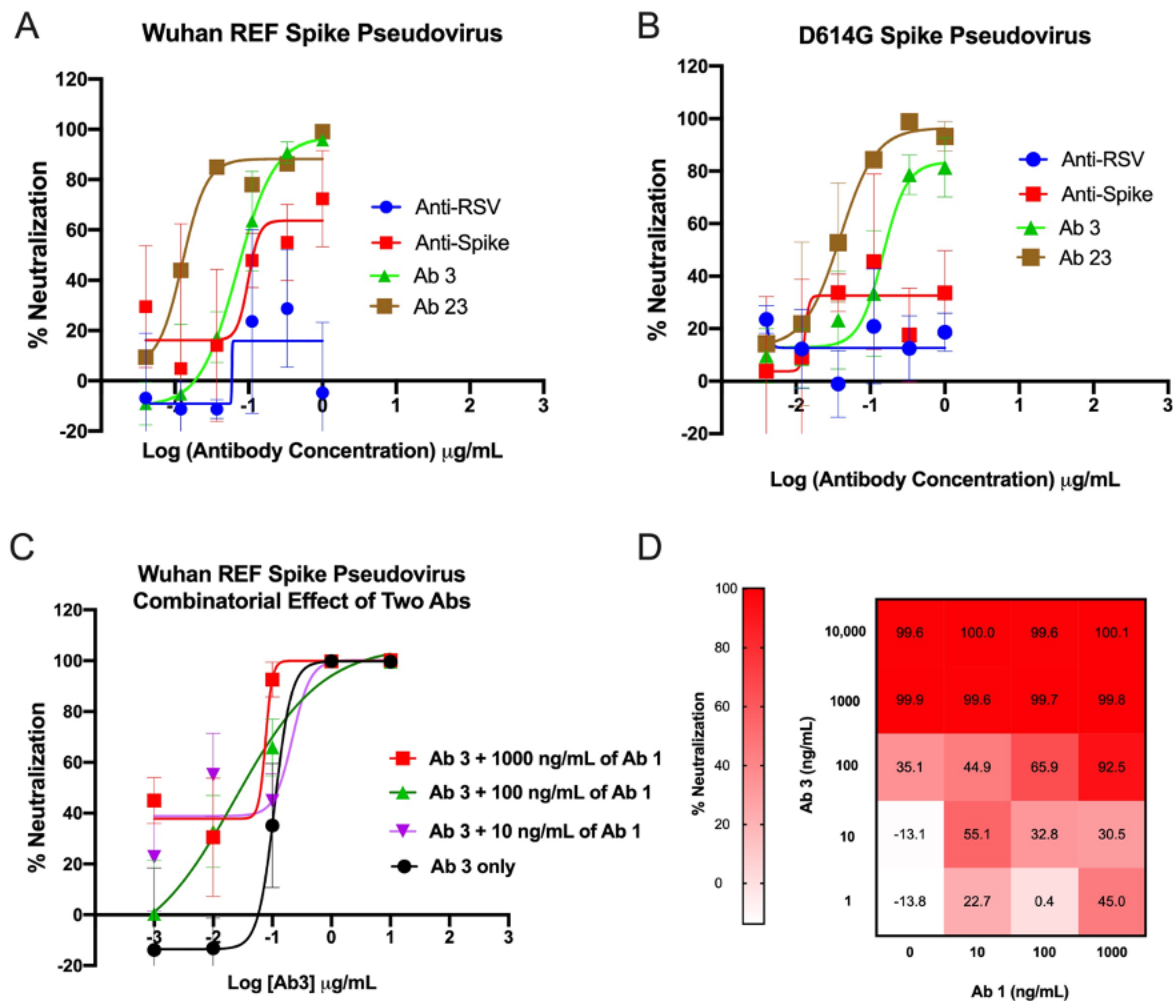 A
Wuhan REF Spike Pseudovirus
120
100
80
60
40
20
0
-20
% Neutralization
-2
-1
0
1
2
3
Log (Antibody Concentration) μg/mL
Anti-RSV
Anti-Spike
Ab 3
Ab 23
B
D614G Spike Pseudovirus
120
100
80
60
40
20
0
-20
% Neutralization
-2
-1
0
1
2
3
Log (Antibody Concentration) μg/mL
Anti-RSV
Anti-Spike
Ab 3
Ab 23
C
Wuhan REF Spike Pseudovirus
Combinatorial Effect of Two Abs
120
100
80
60
40
20
0
-20
% Neutralization
-3
-2
-1
0
1
2
3
Log [Ab3] μg/mL
Ab 3 + 1000 ng/mL of Ab 1
Ab 3 + 100 ng/mL of Ab 1
Ab 3 + 10 ng/mL of Ab 1
Ab 3 only
D
100
80
60
40
20
0
% Neutralization
Ab 3 (ng/mL)
10,000 99.6 100.0 99.6 100.1
1000 99.9 99.6 99.7 99.8
100 35.1 44.9 65.9 92.5
10 -13.1 55.1 32.8 30.5
1 -13.8 22.7 0.4 45.0
0 10 100 1000
Ab 1 (ng/mL)